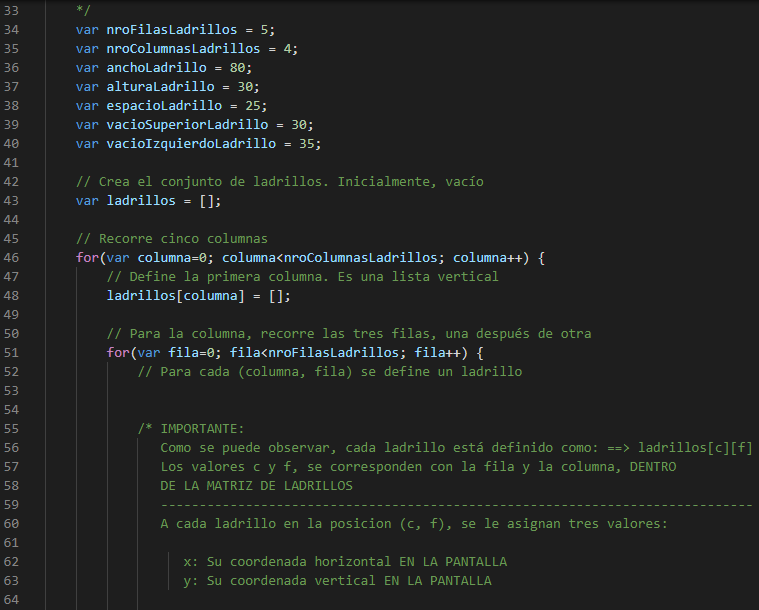 33 */
34 var nroFilasLadrillos = 5;
35 var nroColumnasLadrillos = 4;
36 var anchoLadrillo = 80;
37 var alturaLadrillo = 30;
38 var espacioLadrillo = 25;
39 var vacioSuperiorLadrillo = 30;
40 var vacioIzquierdoLadrillo = 35;
41
42 // Crea el conjunto de ladrillos. Inicialmente, vacío
43 var ladrillos = [];
44
45 // Recorre cinco columnas
46 for(var columna=0; columna<nroColumnasLadrillos; columna++) {
47 // Define la primera columna. Es una lista vertical
48 ladrillos[columna] = [];
49
50 // Para la columna, recorre las tres filas, una después de otra
51 for(var fila=0; fila<nroFilasLadrillos; fila++) {
52 // Para cada (columna, fila) se define un ladrillo
53
54
55 /* IMPORTANTE:
56 Como se puede observar, cada ladrillo está definido como: ==> ladrillos[c][f]
57 Los valores c y f, se corresponden con la fila y la columna, DENTRO
58 DE LA MATRIZ DE LADRILLOS
59 -----------------------------------------------------------------------------
60 A cada ladrillo en la posicion (c, f), se le asignan tres valores:
61
62 x: Su coordenada horizontal EN LA PANTALLA
63 y: Su coordenada vertical EN LA PANTALLA
64